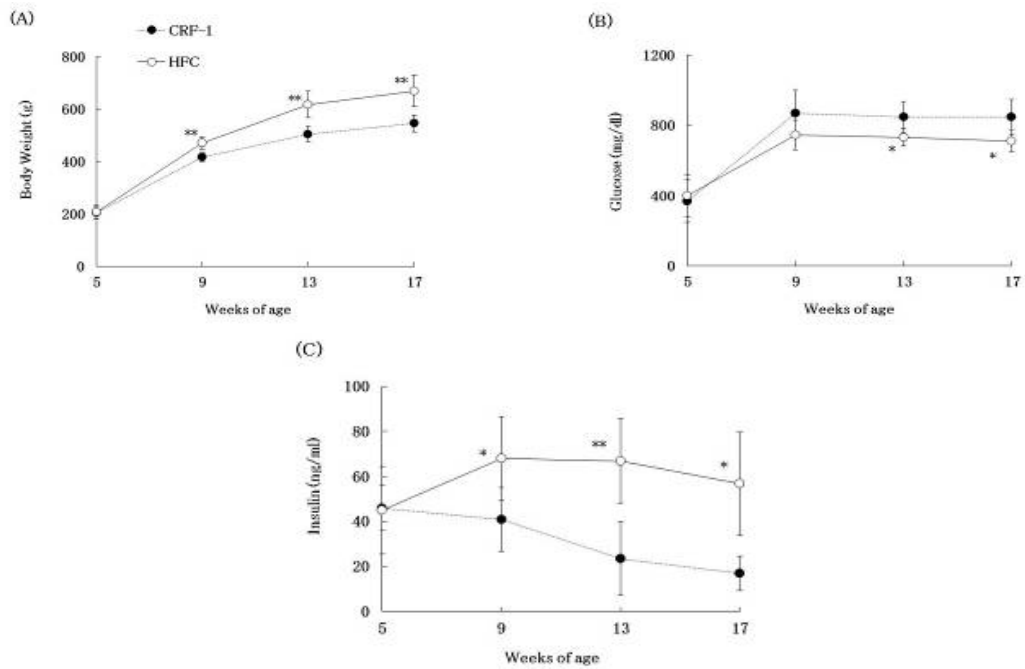 (A)
CRF-1
HFC
Body Weight (g)
800
600
400
200
0
**
**
**
5 9 13 17
Weeks of age
(B)
Glucose (mg/dl)
1200
800
400
0
*
*
5 9 13 17
Weeks of age
(C)
Insulin (ng/ml)
100
80
60
40
20
0
*
**
*
5 9 13 17
Weeks of age